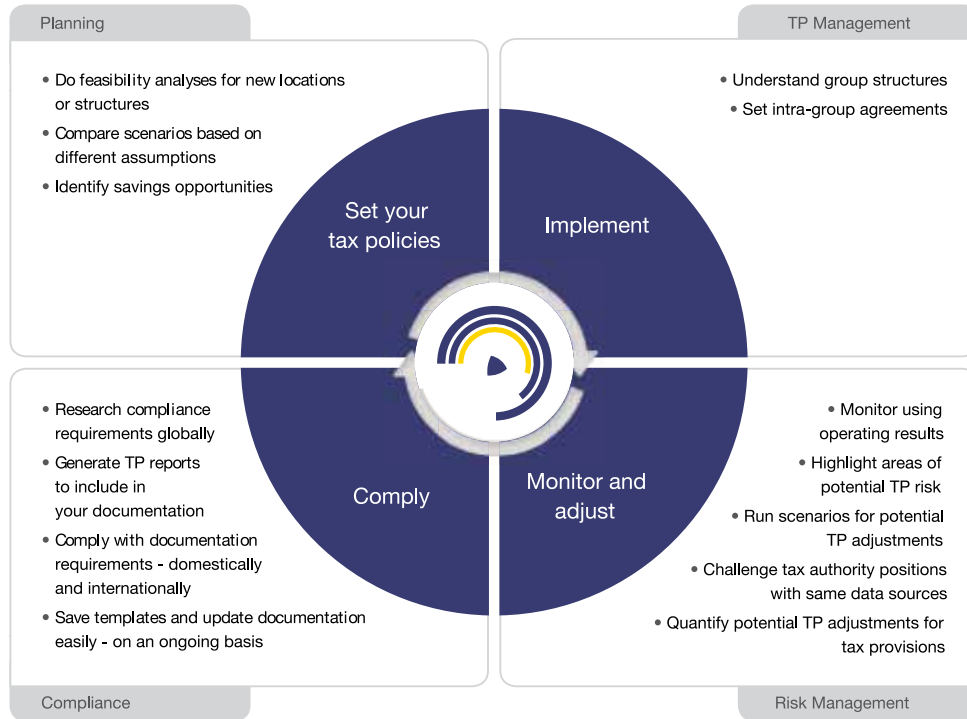 Planning
• Do feasibility analyses for new locations
or structures
• Compare scenarios based on
different assumptions
• Identify savings opportunities
Set your
tax policies
TP Management
• Understand group structures
• Set intra-group agreements
Implement
• Research compliance
requirements globally
• Generate TP reports
to include in
your documentation
• Comply with documentation
requirements - domestically
and internationally
• Save templates and update documentation
easily - on an ongoing basis
Comply
Compliance
Monitor and
adjust
• Monitor using
operating results
• Highlight areas of
potential TP risk
• Run scenarios for potential
TP adjustments
• Challenge tax authority positions
with same data sources
• Quantify potential TP adjustments for
tax provisions
Risk Management